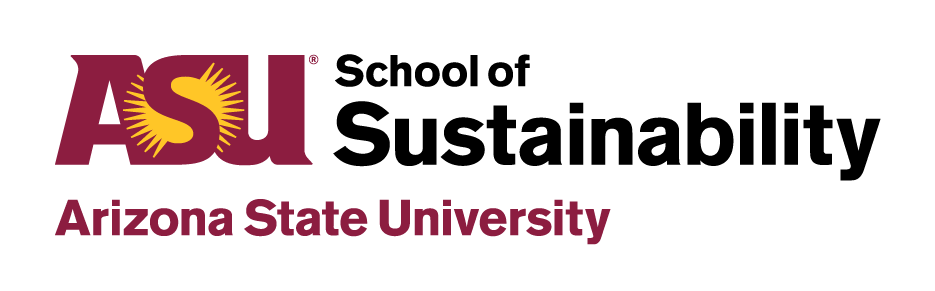 ASU®
School of
Sustainability
Arizona State University